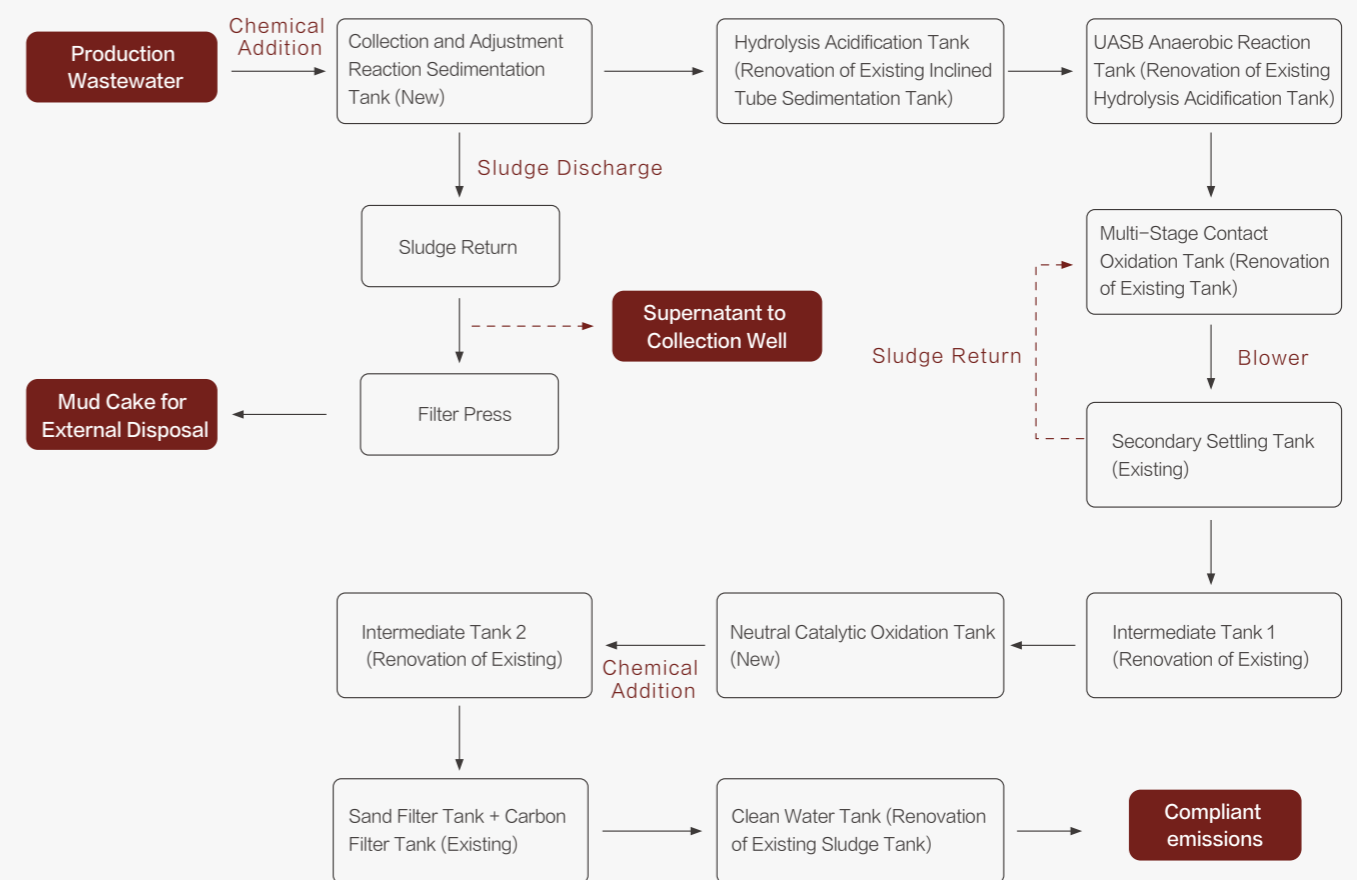 Production
Wastewater
Chemical
Addition
Collection and Adjustment
Reaction Sedimentation
Tank (New)
Hydrolysis Acidification Tank
(Renovation of Existing Inclined
Tube Sedimentation Tank)
UASB Anaerobic Reaction
Tank (Renovation of Existing
Hydrolysis Acidification Tank)
Sludge Discharge
Sludge Return
Multi-Stage Contact
Oxidation Tank (Renovation
of Existing Tank)
Supernatant to
Collection Well
Sludge Return
Blower
Mud Cake for
External Disposal
Filter Press
Secondary Settling Tank
(Existing)
Intermediate Tank 2
(Renovation of Existing)
Chemical
Addition
Neutral Catalytic Oxidation Tank
(New)
Intermediate Tank 1
(Renovation of Existing)
Sand Filter Tank + Carbon
Filter Tank (Existing)
Clean Water Tank (Renovation
of Existing Sludge Tank)
Compliant
emissions